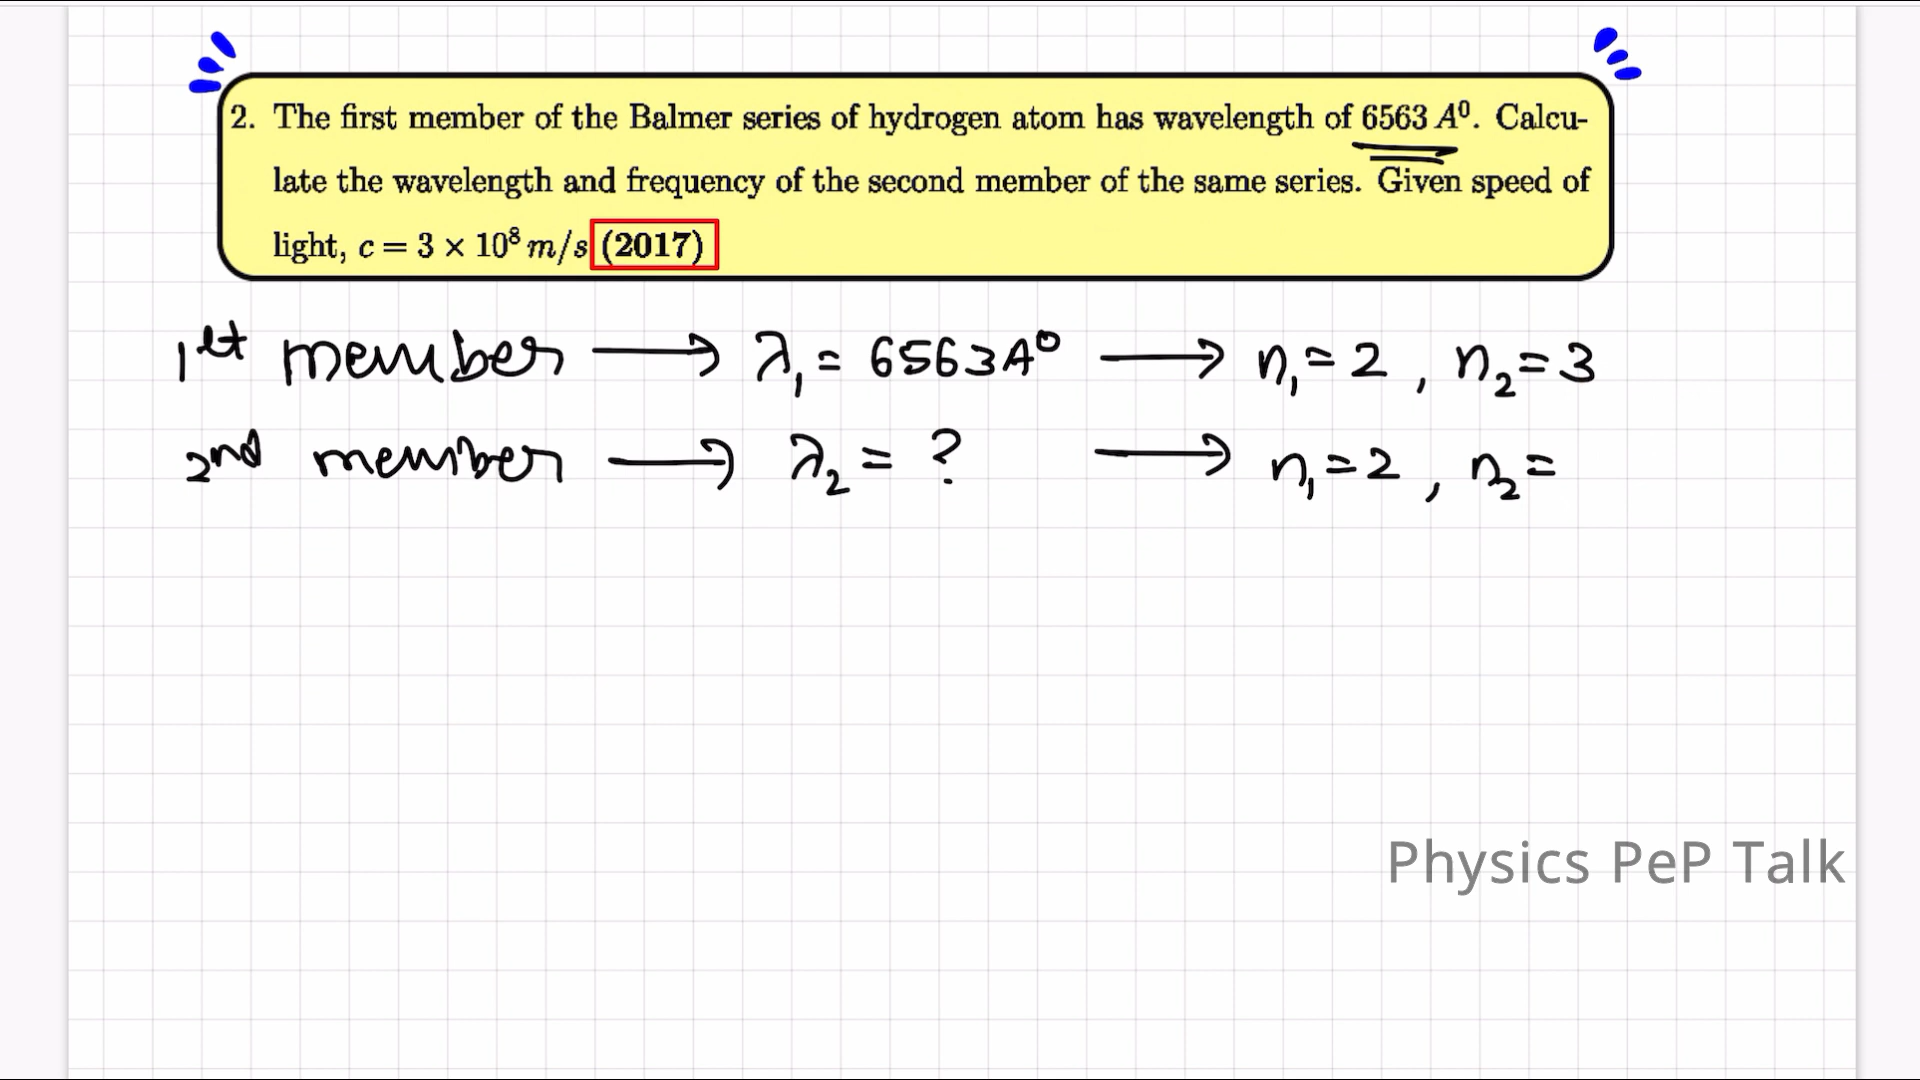 2. The first member of the Balmer series of hydrogen atom has wavelength of 6563 A⁰. Calcu-
late the wavelength and frequency of the second member of the same series. Given speed of
light, c = 3 × 10⁸ m/s (2017)
1st member → λ₁ = 6563A⁰ → n₁ = 2 , n₂ = 3
2nd member → λ₂ = ? → n₁ = 2 , n₂ =
Physics PeP Talk